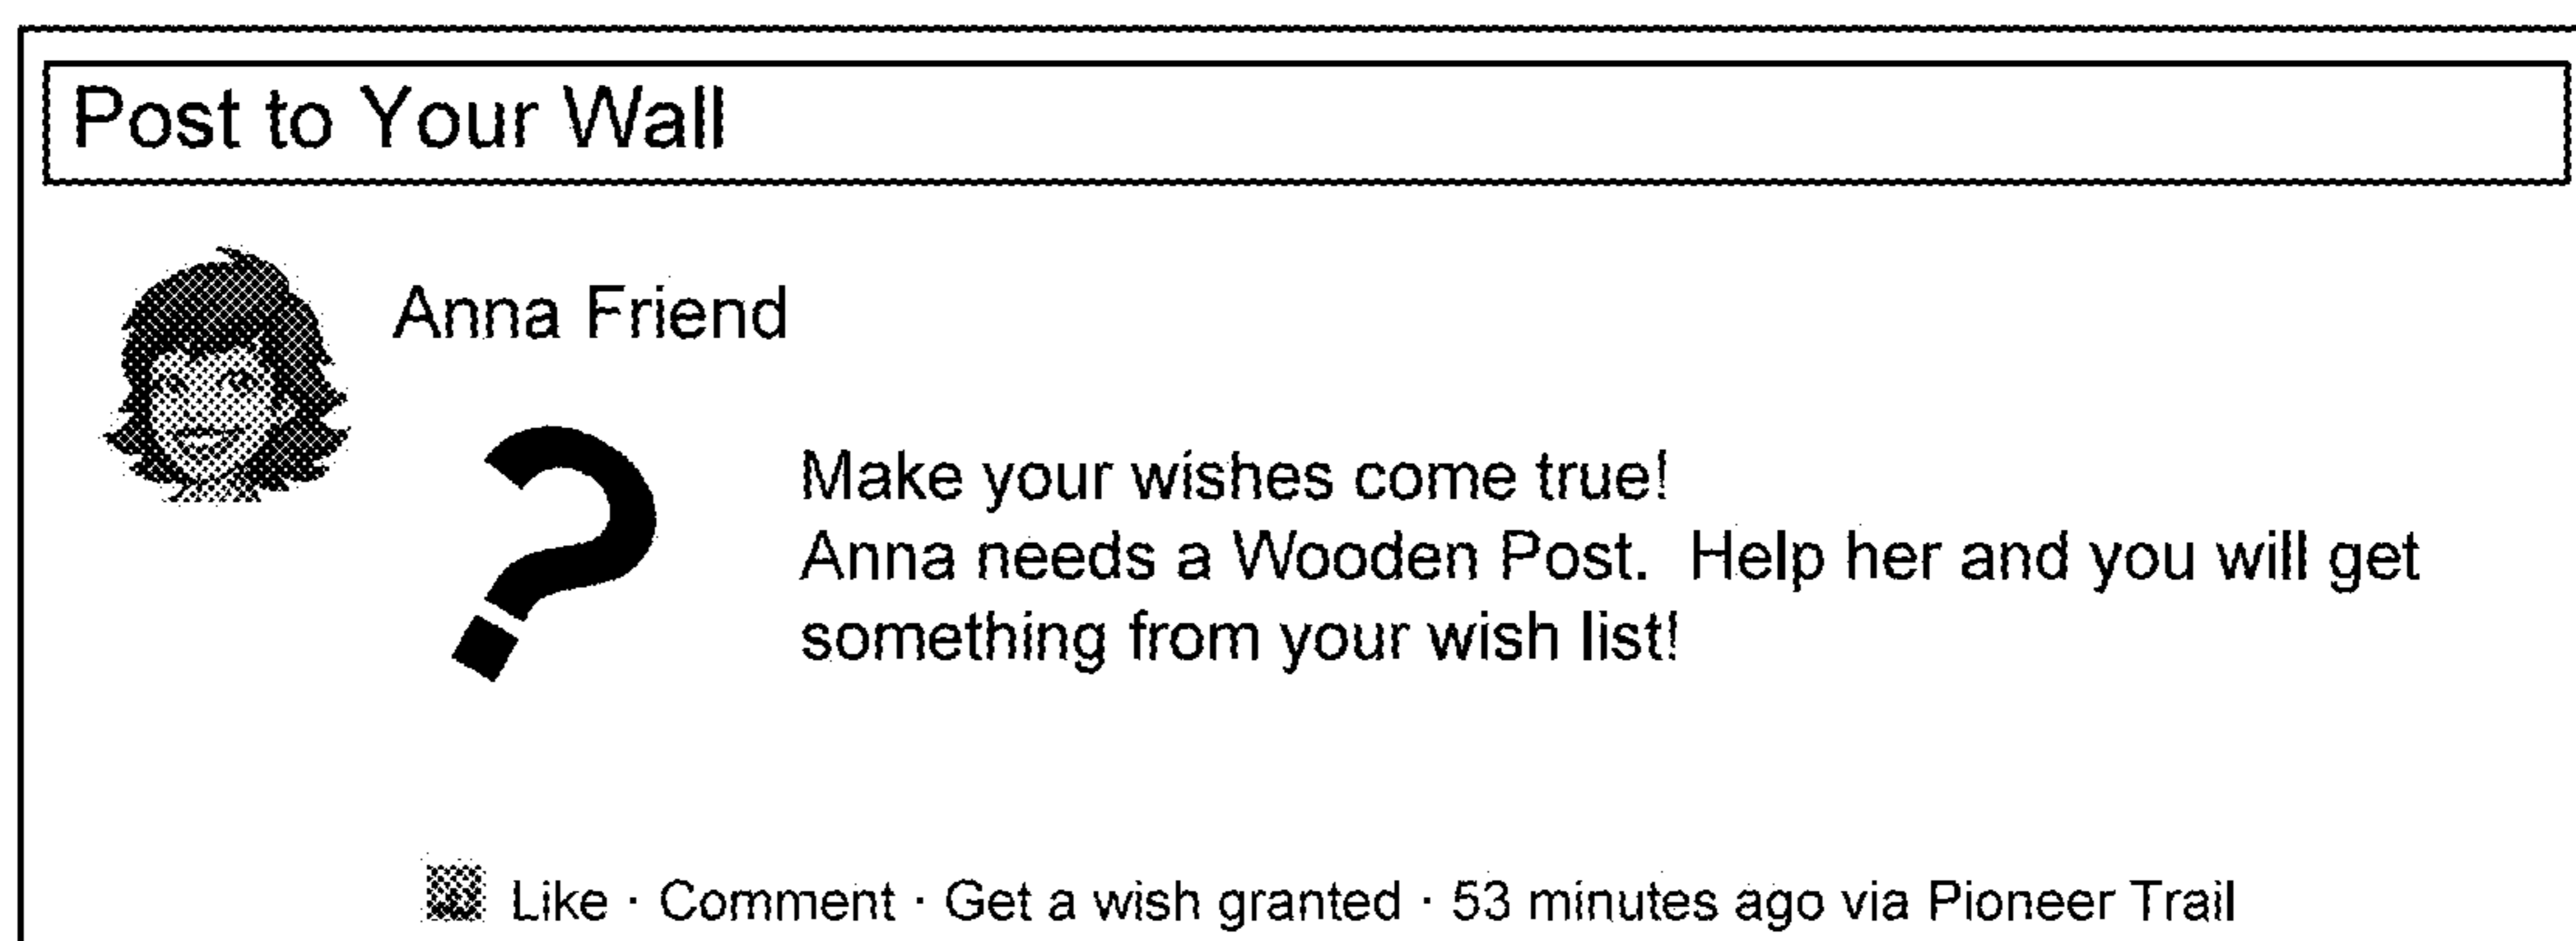 Post to Your Wall
Anna Friend
?
Make your wishes come true!
Anna needs a Wooden Post. Help her and you will get
something from your wish list!
Like · Comment · Get a wish granted · 53 minutes ago via Pioneer Trail